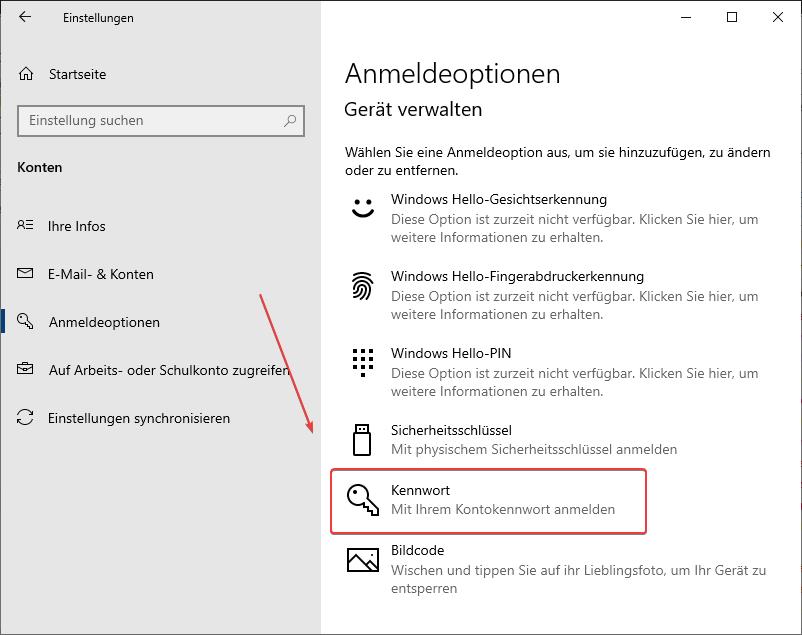 Einstellungen
Startseite
Einstellung suchen
Konten
Ihre Infos
E-Mail- & Konten
Anmeldeoptionen
Auf Arbeits- oder Schulkonto zugreifen
Einstellungen synchronisieren
Anmeldeoptionen
Gerät verwalten
Wählen Sie eine Anmeldeoption aus, um sie hinzuzufügen, zu ändern
oder zu entfernen.
Windows Hello-Gesichtserkennung
Diese Option ist zurzeit nicht verfügbar. Klicken Sie hier, um
weitere Informationen zu erhalten.
Windows Hello-Fingerabdruckerkennung
Diese Option ist zurzeit nicht verfügbar. Klicken Sie hier, um
weitere Informationen zu erhalten.
Windows Hello-PIN
Diese Option ist zurzeit nicht verfügbar. Klicken Sie hier, um
weitere Informationen zu erhalten.
Sicherheitsschlüssel
Mit physischem Sicherheitsschlüssel anmelden
Kennwort
Mit Ihrem Kontokennwort anmelden
Bildcode
Wischen und tippen Sie auf ihr Lieblingsfoto, um Ihr Gerät zu
entsperren